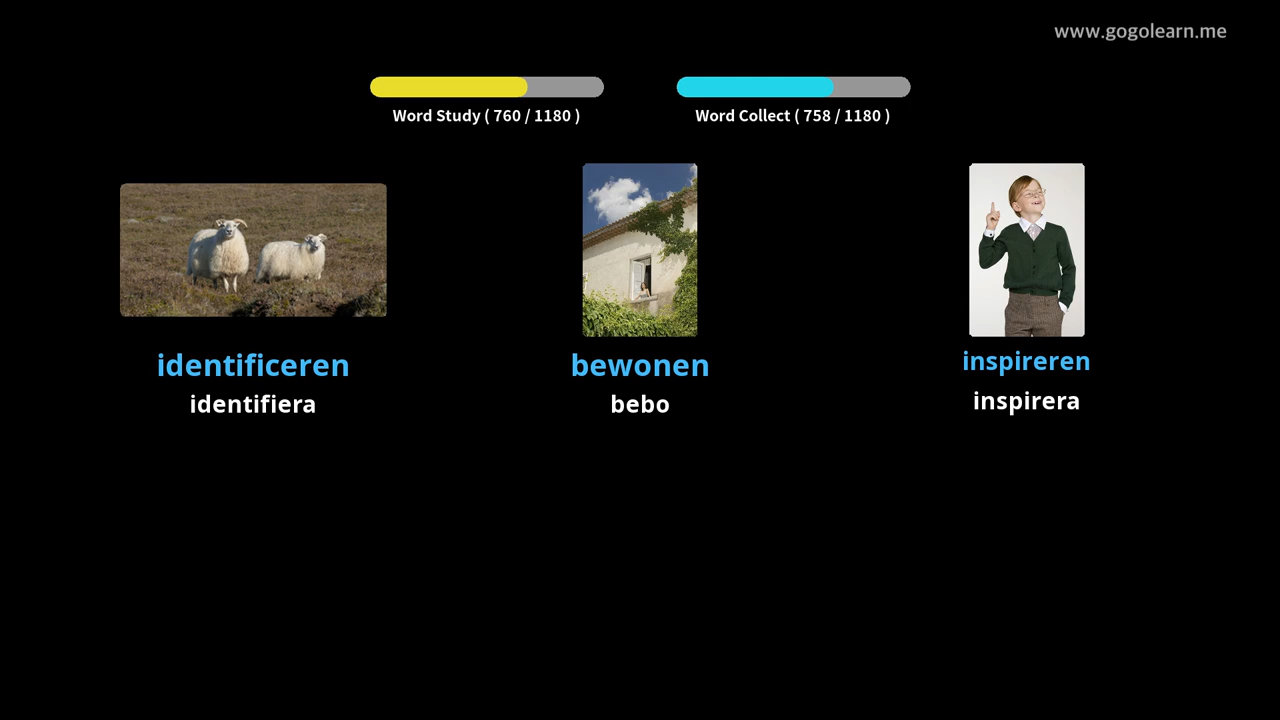 www.gogolearn.me
Word Study ( 760 / 1180 )
Word Collect ( 758 / 1180 )
identificeren
identifiera
bewonen
bebo
inspireren
inspirera